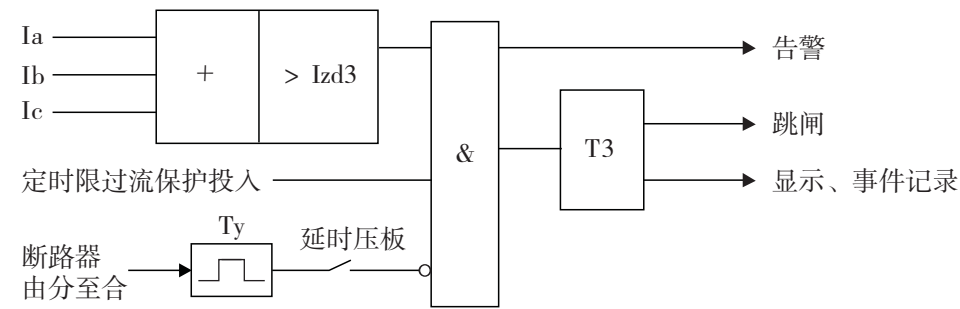 Ia
Ib
Ic
+
> Izd3
&
告警
T3
跳闸
显示、事件记录
定时限过流保护投入
Ty
延时压板
断路器
由分至合